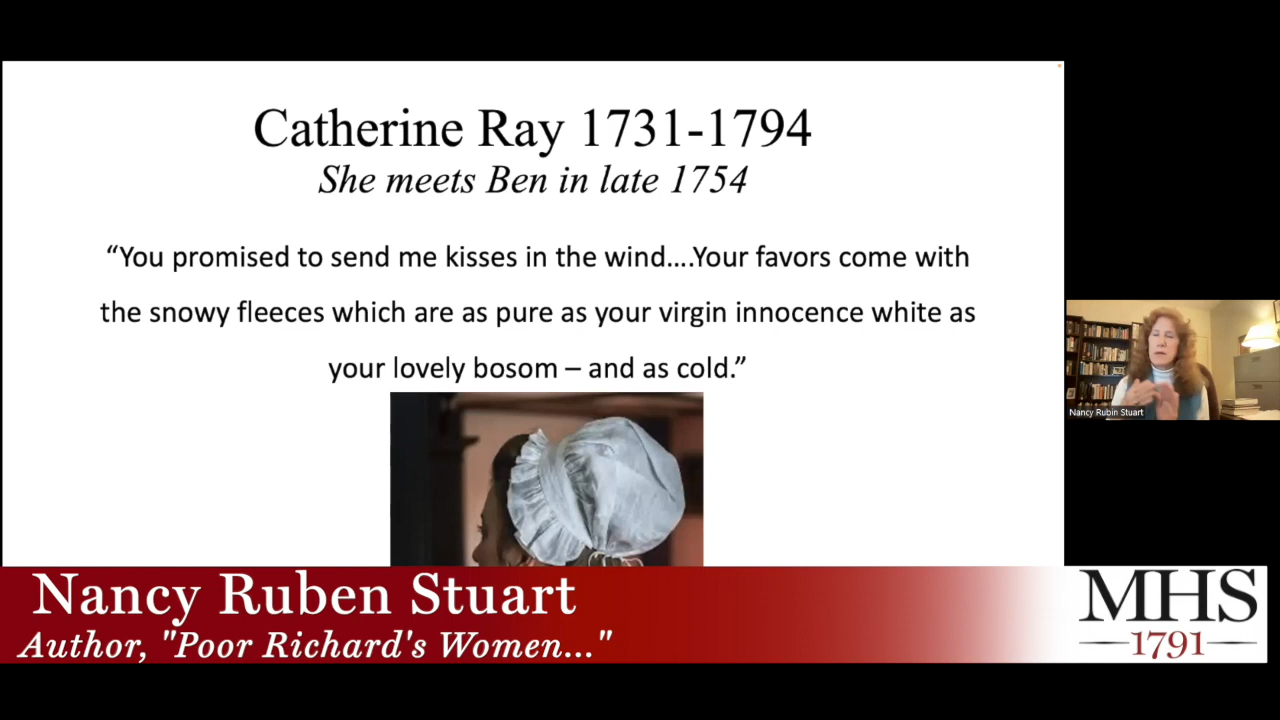 Catherine Ray 1731-1794
She meets Ben in late 1754
“You promised to send me kisses in the wind….Your favors come with
the snowy fleeces which are as pure as your virgin innocence white as
your lovely bosom – and as cold.”
Nancy Rubin Stuart
Nancy Ruben Stuart
Author, "Poor Richard's Women..."
MHS
1791